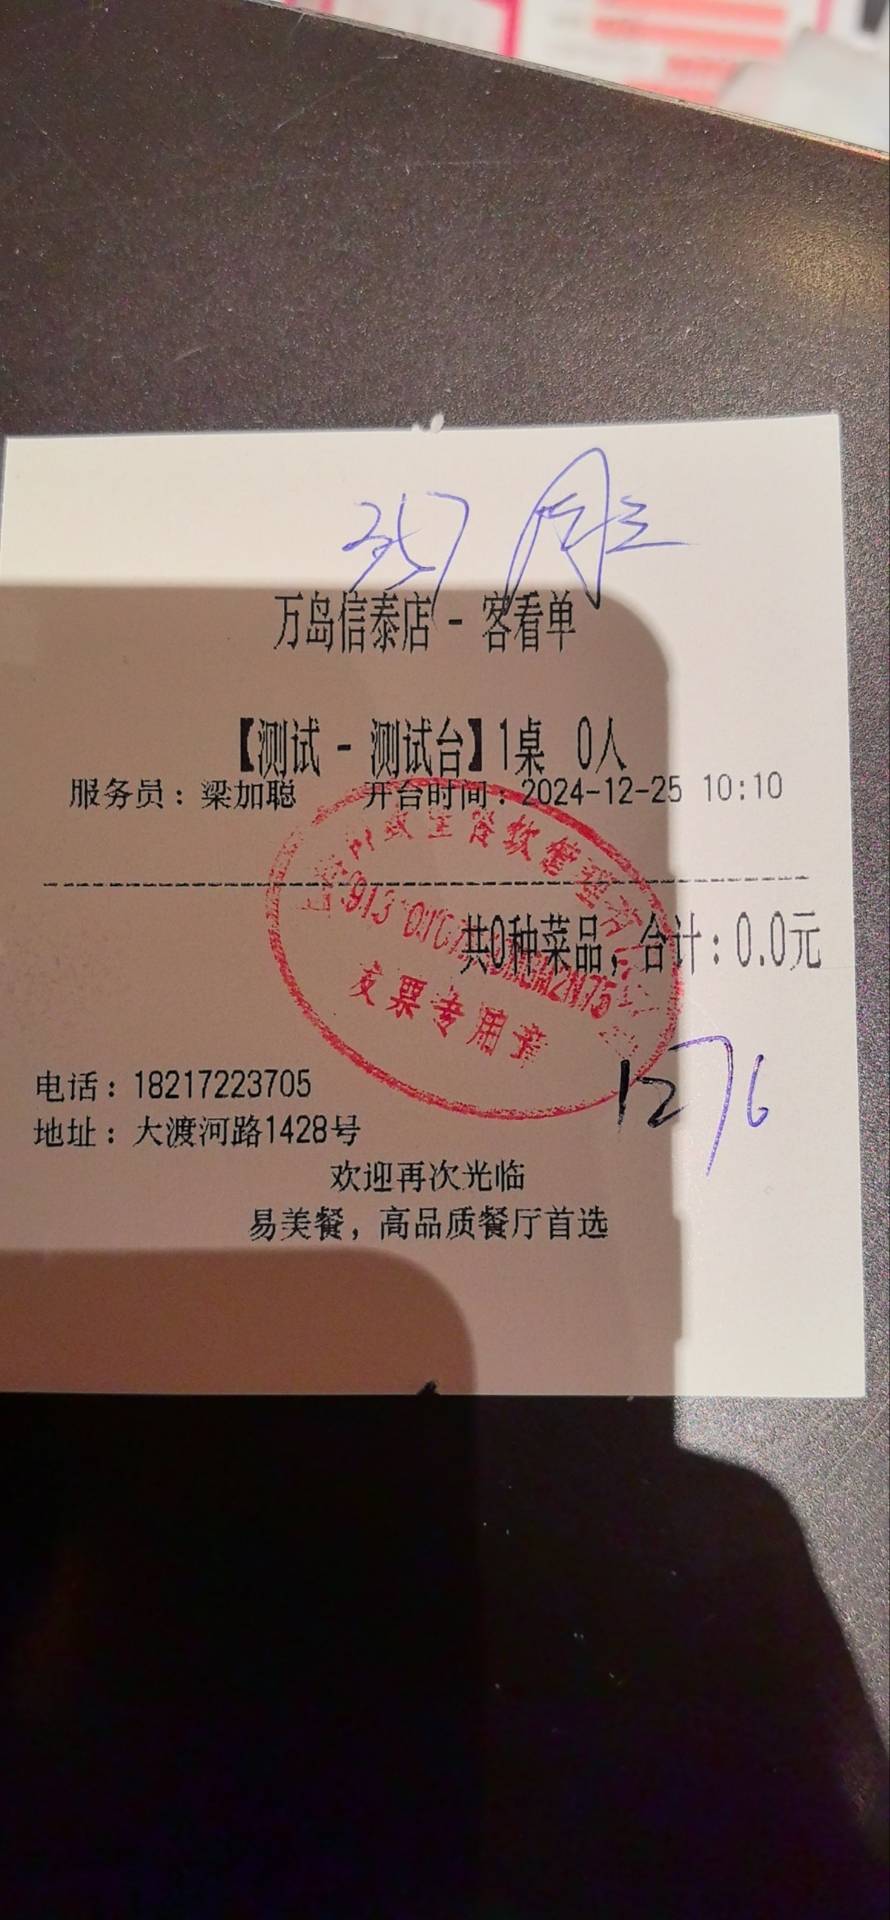 万岛信泰店 - 客看单
【测试 - 测试台】1桌 0人
服务员：梁加聪 开台时间：2024-12-25 10:10
共0种菜品，合计：0.0元
发票专用章
1276
电话：18217223705
地址：大渡河路1428号
欢迎再次光临
易美餐，高品质餐厅首选